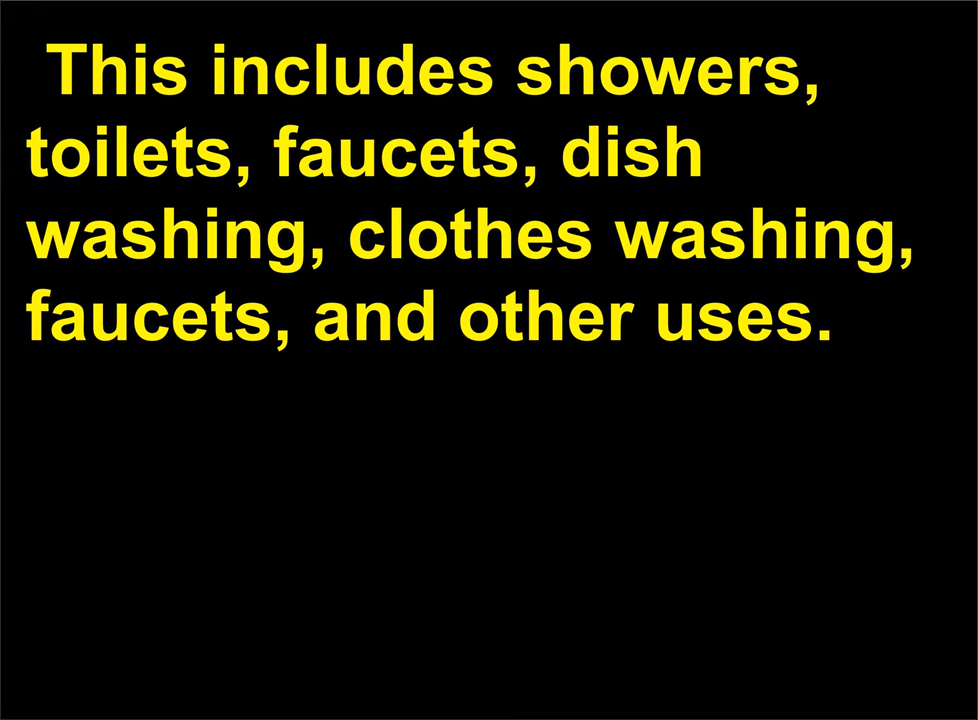 This includes showers,
toilets, faucets, dish
washing, clothes washing,
faucets, and other uses.